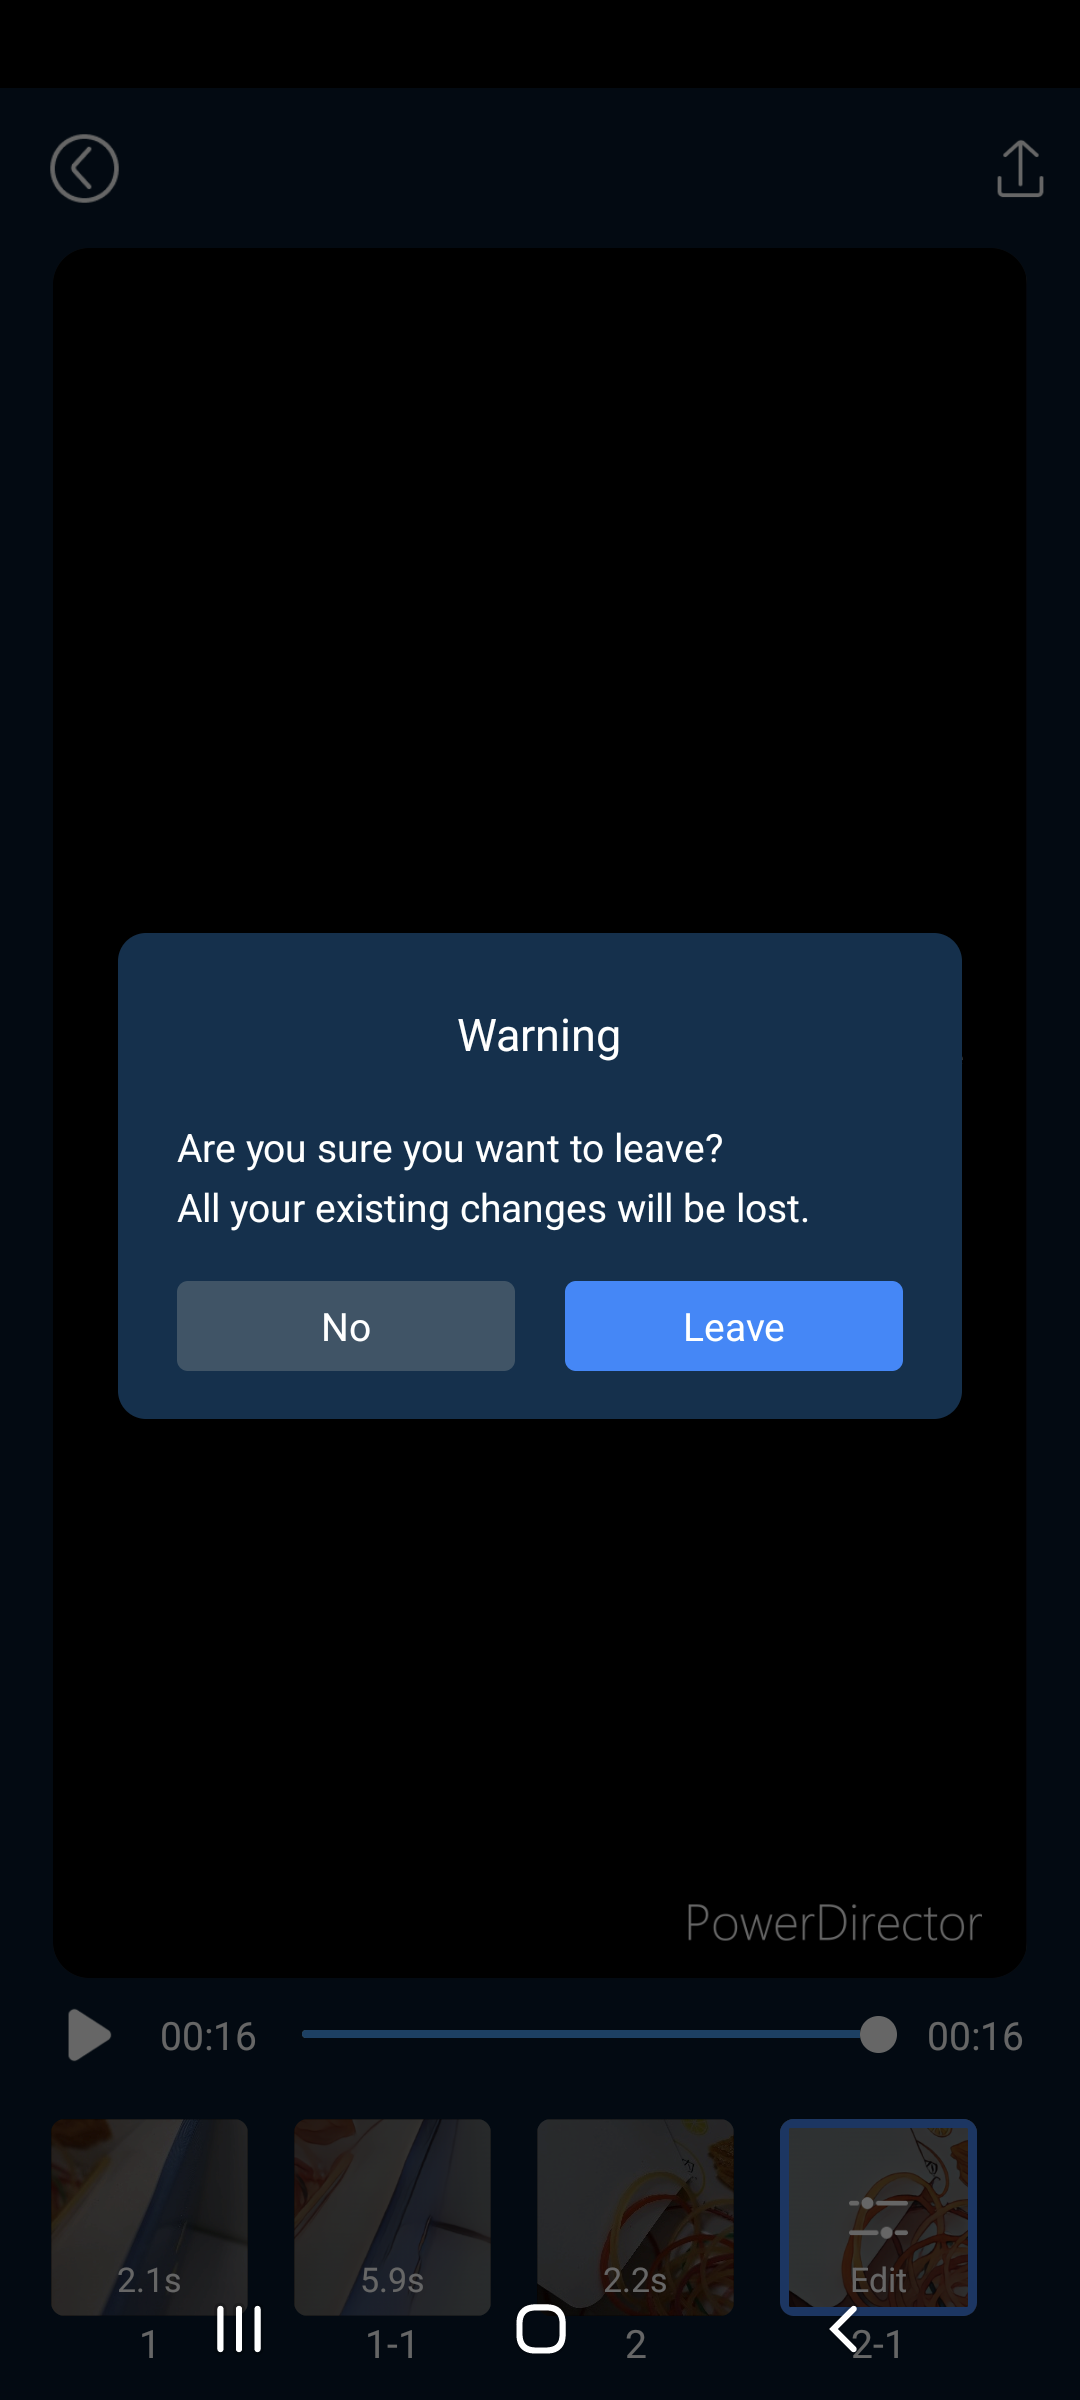 Warning
Are you sure you want to leave?
All your existing changes will be lost.
No
Leave
PowerDirector
00:16
00:16
2.1s
5.9s
2.2s
Edit
1
1-1
2
2-1